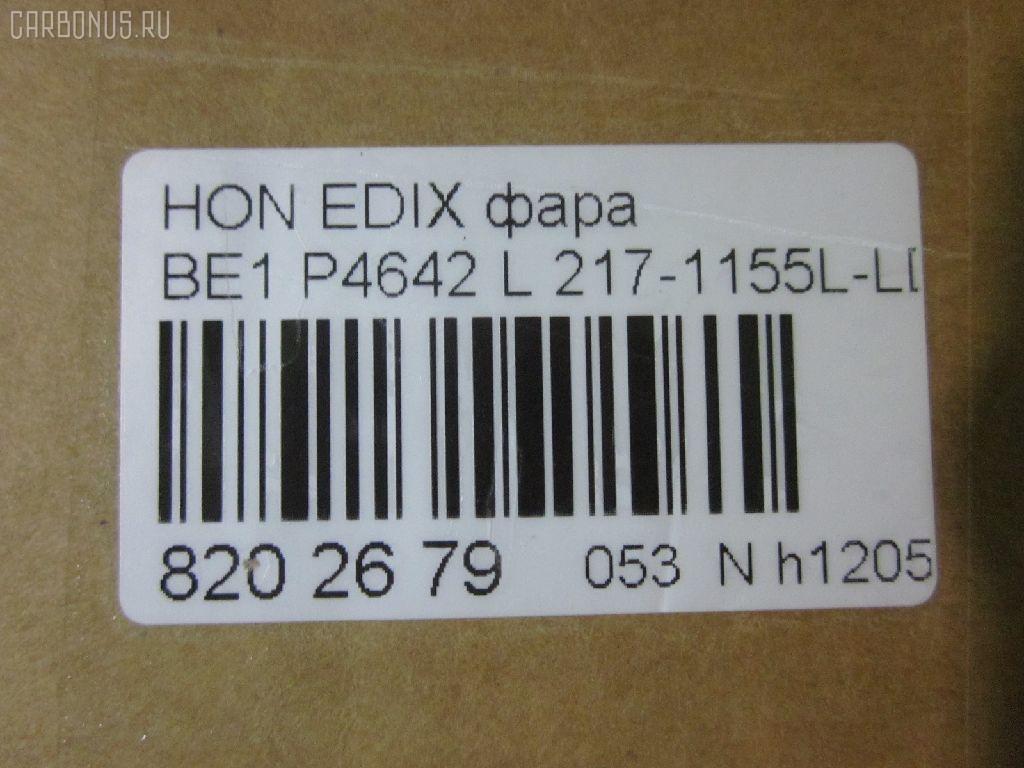 CARBONUS.RU
HON EDIX фара
BE1 P4642 L 217-1155L-L
820 26 79 053 N h1205